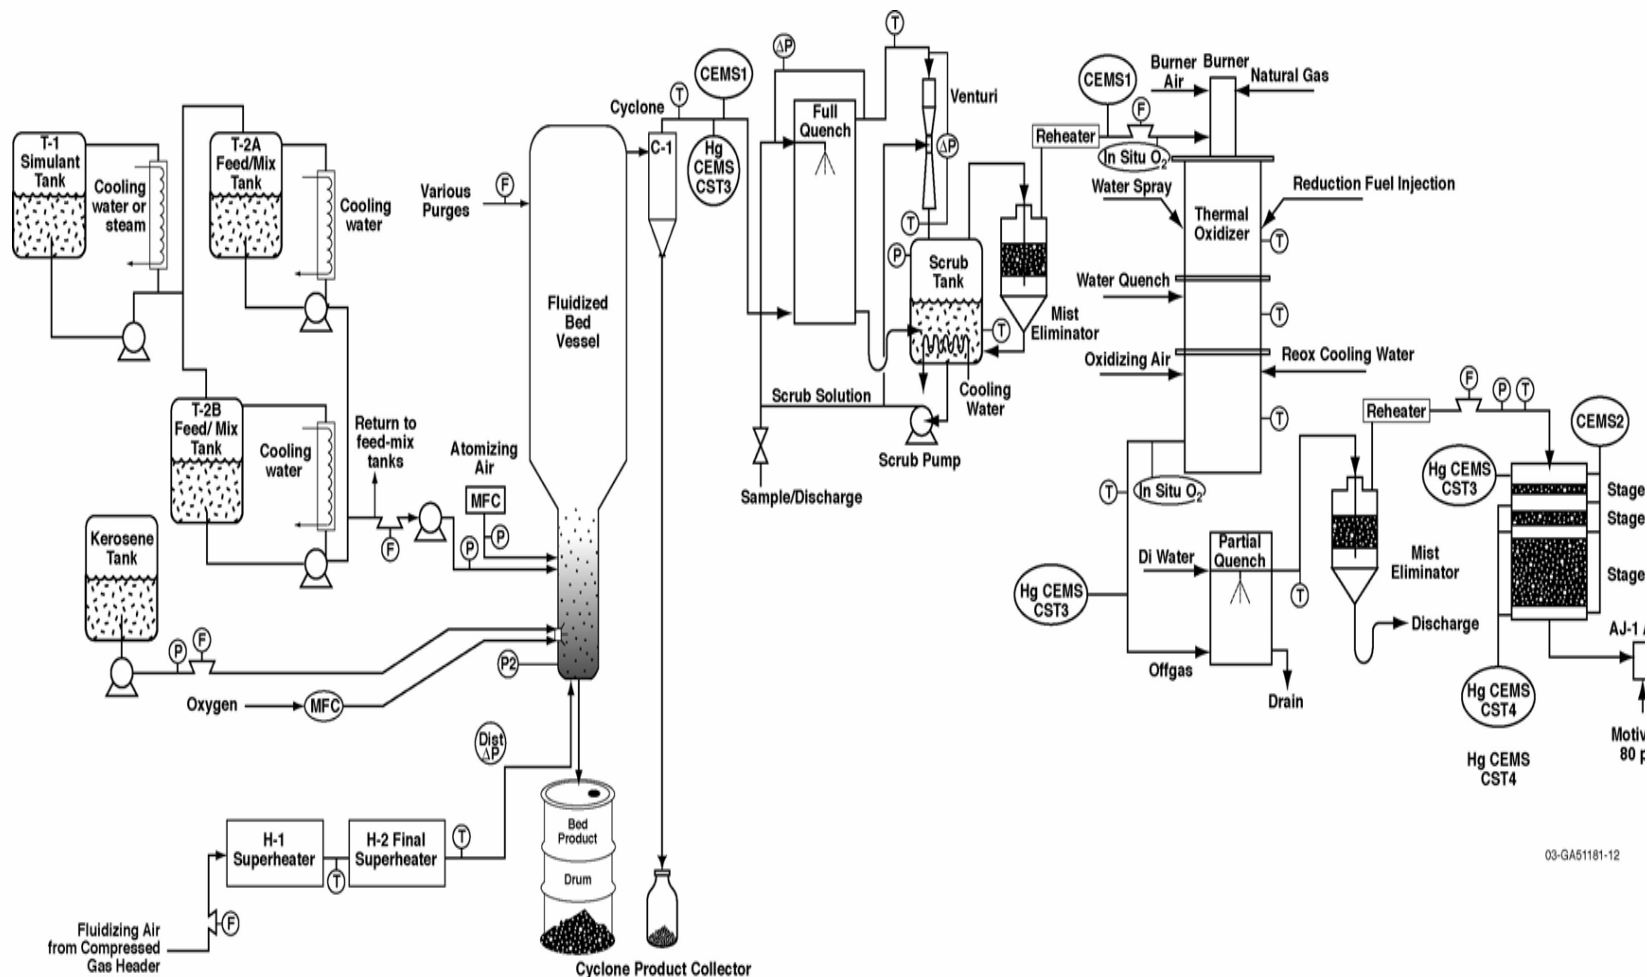 T-1
Simulant
Tank
Cooling
water or
steam
T-2A
Feed/Mix
Tank
Cooling
water
T-2B
Feed/ Mix
Tank
Cooling
water
Return to
feed-mix
tanks
F
Kerosene
Tank
P
F
Oxygen
MFC
Atomizing
Air
MFC
P
P
Various
Purges
F
Fluidized
Bed
Vessel
P2
Dist
ΔP
H-1
Superheater
T
H-2 Final
Superheater
T
F
Fluidizing Air
from Compressed
Gas Header
Bed
Product
Drum
Cyclone Product Collector
Cyclone
C-1
T
CEMS1
Hg
CEMS
CST3
ΔP
Full
Quench
T
Venturi
ΔP
T
P
Scrub
Tank
T
Cooling
Water
Scrub Solution
Scrub Pump
Sample/Discharge
Mist
Eliminator
Reheater
CEMS1
F
In Situ O2
Burner
Air
Burner
Natural Gas
Water Spray
Reduction Fuel Injection
Thermal
Oxidizer
T
Water Quench
T
Oxidizing Air
Reox Cooling Water
T
T
In Situ O2
Hg CEMS
CST3
Di Water
Partial
Quench
T
Offgas
Drain
Mist
Eliminator
Discharge
Reheater
F
P
T
CEMS2
Hg CEMS
CST3
Stage
Stage
Stage
Hg CEMS
CST4
Hg CEMS
CST4
AJ-1
80
03-GA51181-12